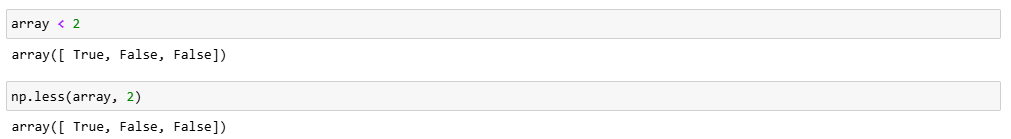 array < 2
array([ True, False, False])
np.less(array, 2)
array([ True, False, False])